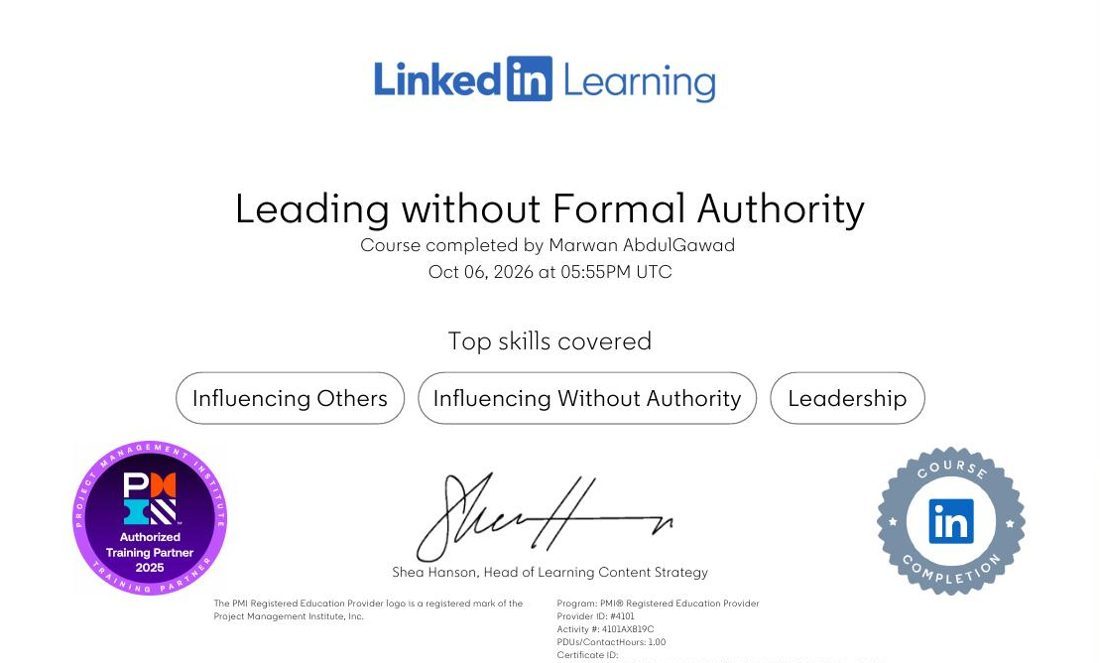 Linked in Learning
Leading without Formal Authority
Course completed by Marwan AbdulGawad
Oct 06, 2026 at 05:55PM UTC
Top skills covered
Influencing Others
Influencing Without Authority
Leadership
PROJECT MANAGEMENT INSTITUTE
PM
Authorized
Training Partner
2025
TRAINING PARTNER
COURSE
in
COMPLETION
Shea Hanson, Head of Learning Content Strategy
The PMI Registered Education Provider logo is a registered mark of the
Project Management Institute, Inc.
Program: PMI® Registered Education Provider
Provider ID: #4101
Activity #: 4101AXB19C
PDUs/ContactHours: 1.00
Certificate ID: